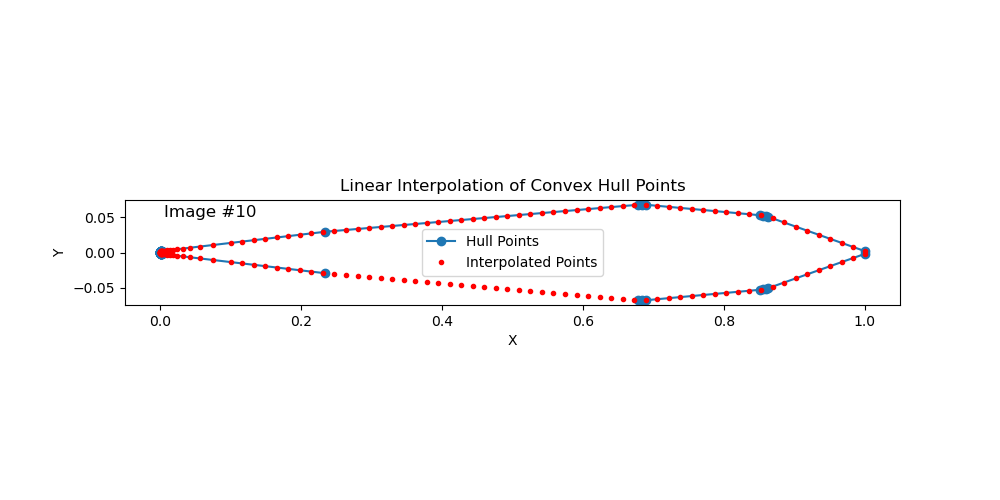 Linear Interpolation of Convex Hull Points
Image #10
0.05
0.00
−0.05
Y
Hull Points
Interpolated Points
0.0 0.2 0.4 0.6 0.8 1.0
X